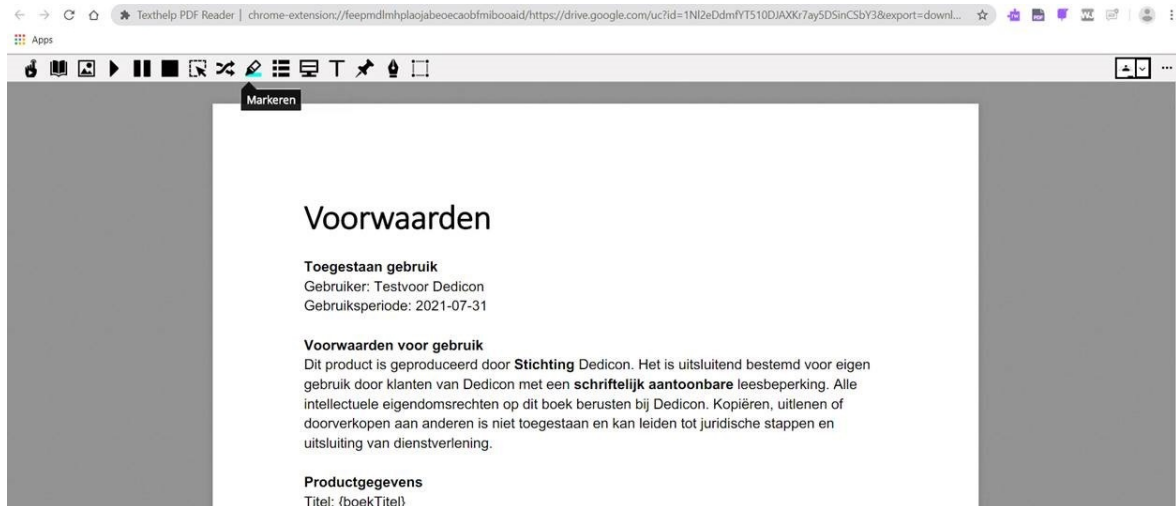 Texthelp PDF Reader | chrome-extension://feepmdlmhplaojabeoecaobfmibooaid/https://drive.google.com/uc?id=1Nl2eDdmfYT510DJAXKr7ay5DSinCSbY3&export=downl...
Apps
Markeren
Voorwaarden
Toegestaan gebruik
Gebruiker: Testvoor Dedicon
Gebruiksperiode: 2021-07-31
Voorwaarden voor gebruik
Dit product is geproduceerd door Stichting Dedicon. Het is uitsluitend bestemd voor eigen
gebruik door klanten van Dedicon met een schriftelijk aantoonbare leesbeperking. Alle
intellectuele eigendomsrechten op dit boek berusten bij Dedicon. Kopiëren, uitlenen of
doorverkopen aan anderen is niet toegestaan en kan leiden tot juridische stappen en
uitsluiting van dienstverlening.
Productgegevens
Titel: {boekTitel}